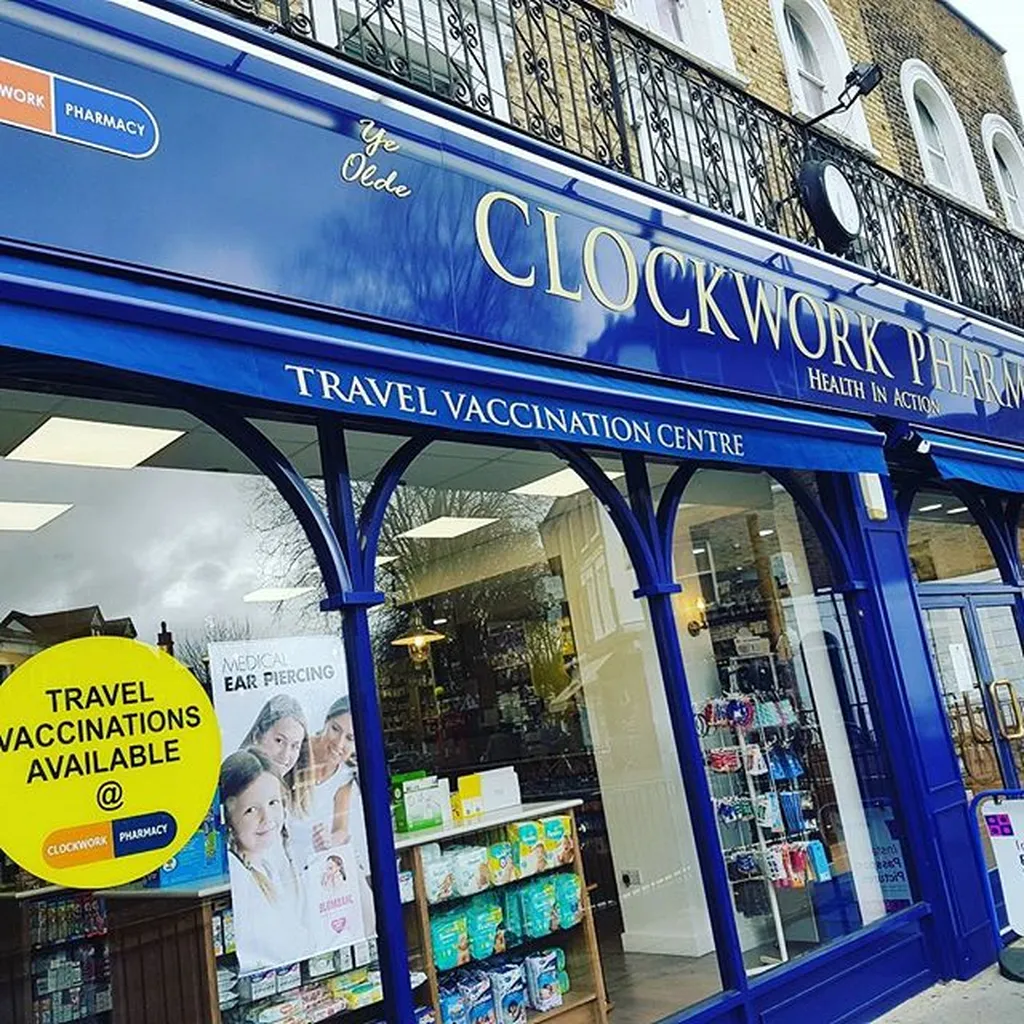 WORK PHARMACY
Ye
Olde
CLOCKWORK PHARM
HEALTH IN ACTION
TRAVEL VACCINATION CENTRE
TRAVEL
VACCINATIONS
AVAILABLE
@
CLOCKWORK PHARMACY
MEDICAL
EAR PIERCING